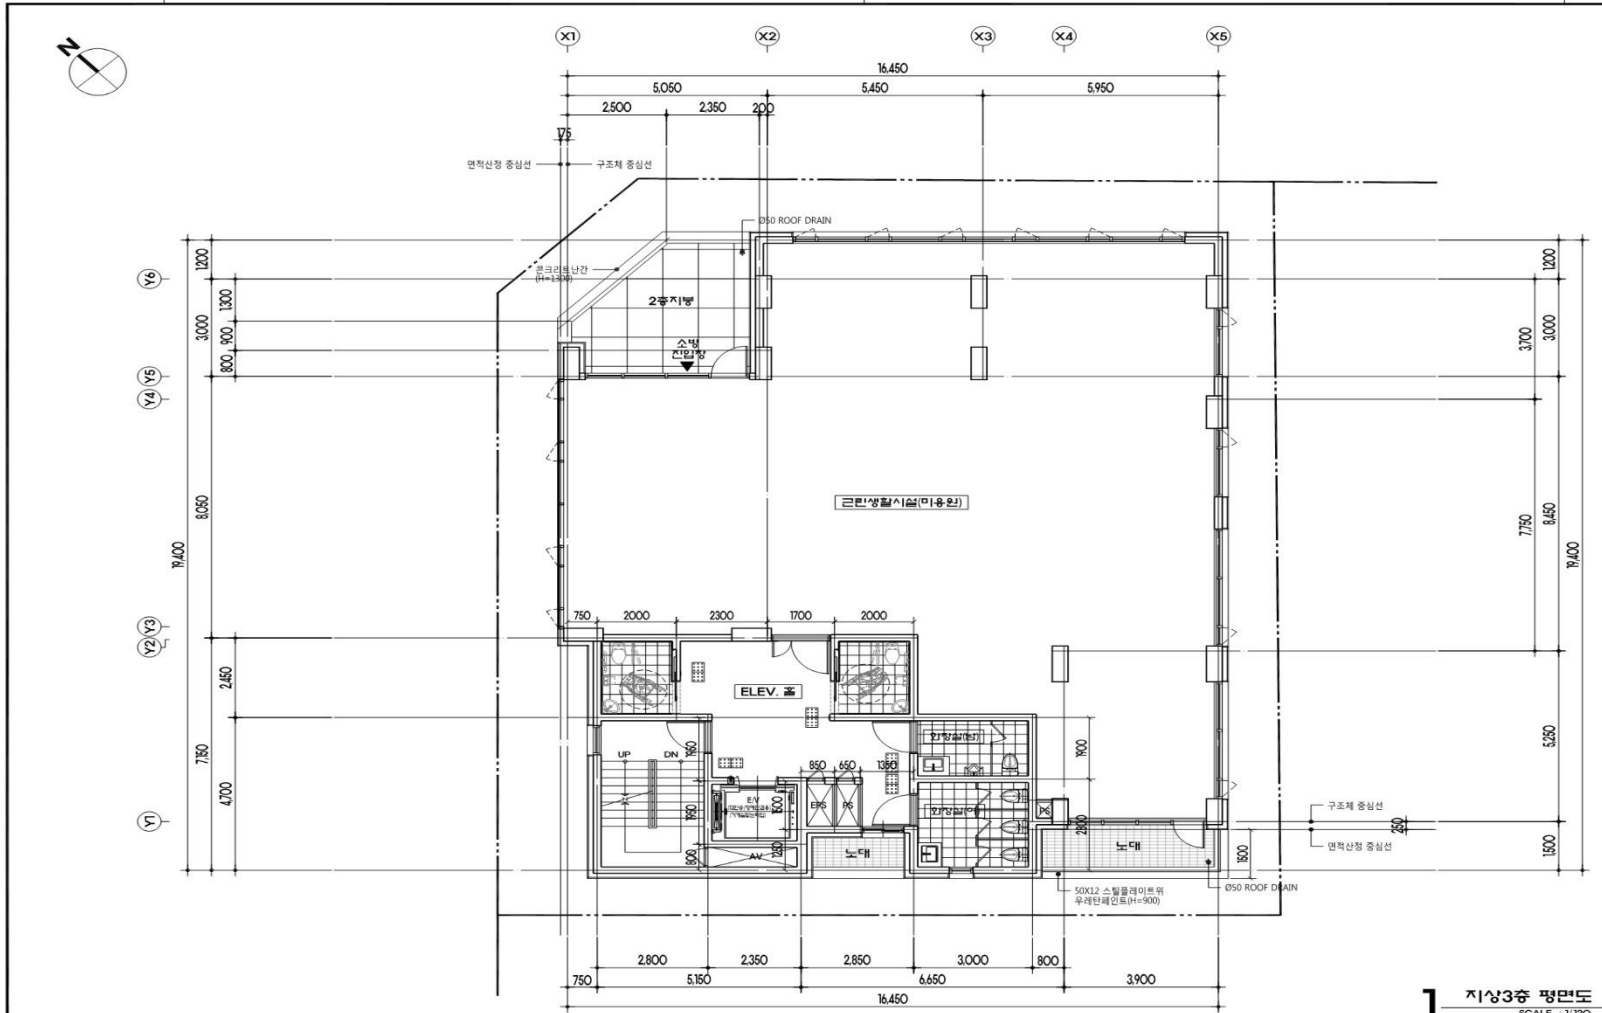 N
X1
X2
X3
X4
X5
16,450
5,050
5,450
5,950
2,500
2,350
200
175
면적산정 중심선
구조체 중심선
Ø50 ROOF DRAIN
콘크리트난간
(H=1300)
2층지붕
소방
진입창
Y6
Y5
Y4
Y3
Y2
Y1
1200
3,000
8,050
7,150
19,400
1300
900
800
2,450
4,700
1200
3,000
8,450
5,250
1,500
19,400
3,700
7,750
250
근린생활시설(미용원)
750
2000
2300
1700
2000
ELEV. 홀
UP
DN
1950
1950
800
850
650
1350
E/V
1600
1250
EPS
PS
AV
노대
화장실(남)
화장실(여)
1900
2800
노대
1600
구조체 중심선
면적산정 중심선
Ø50 ROOF DRAIN
50X12 스틸플레이트위
우레탄페인트(H=900)
2,800
2,350
2,850
3,000
800
750
5,150
6,650
3,900
16,450
1
지상3층 평면도